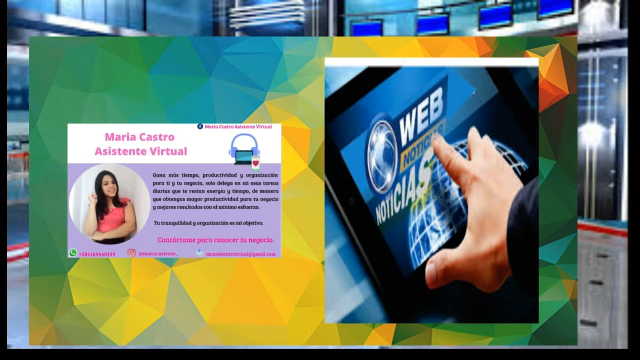 Maria Castro Asistente Virtual
Maria Castro
Asistente Virtual
Gana más tiempo, productividad y organización
para ti y tu negocio, solo delega en mi esas tareas
diarias que te restan energía y tiempo, de manera
que obtengas mayor productividad para tu negocio
y mejores resultados con el mínimo esfuerzo.
Tu tranquilidad y organización es mi objetivo.
Contáctame para conocer tu negocio.
WEB
NOTICIAS
NOTICIAS